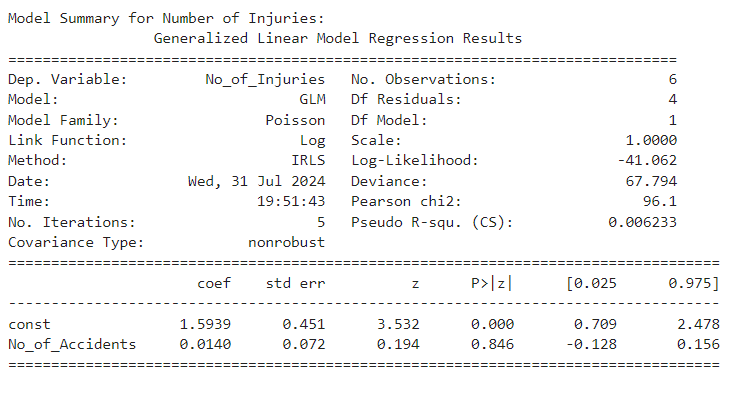 Model Summary for Number of Injuries:
                 Generalized Linear Model Regression Results
==============================================================================
Dep. Variable:         No_of_Injuries   No. Observations:                    6
Model:                            GLM   Df Residuals:                        4
Model Family:                 Poisson   Df Model:                            1
Link Function:                    Log   Scale:                          1.0000
Method:                          IRLS   Log-Likelihood:                -41.062
Date:                Wed, 31 Jul 2024   Deviance:                       67.794
Time:                        19:51:43   Pearson chi2:                     96.1
No. Iterations:                     5   Pseudo R-squ. (CS):           0.006233
Covariance Type:            nonrobust
===================================================================================
                      coef    std err          z      P>|z|      [0.025      0.975]
-----------------------------------------------------------------------------------
const               1.5939      0.451      3.532      0.000       0.709       2.478
No_of_Accidents     0.0140      0.072      0.194      0.846      -0.128       0.156
===================================================================================